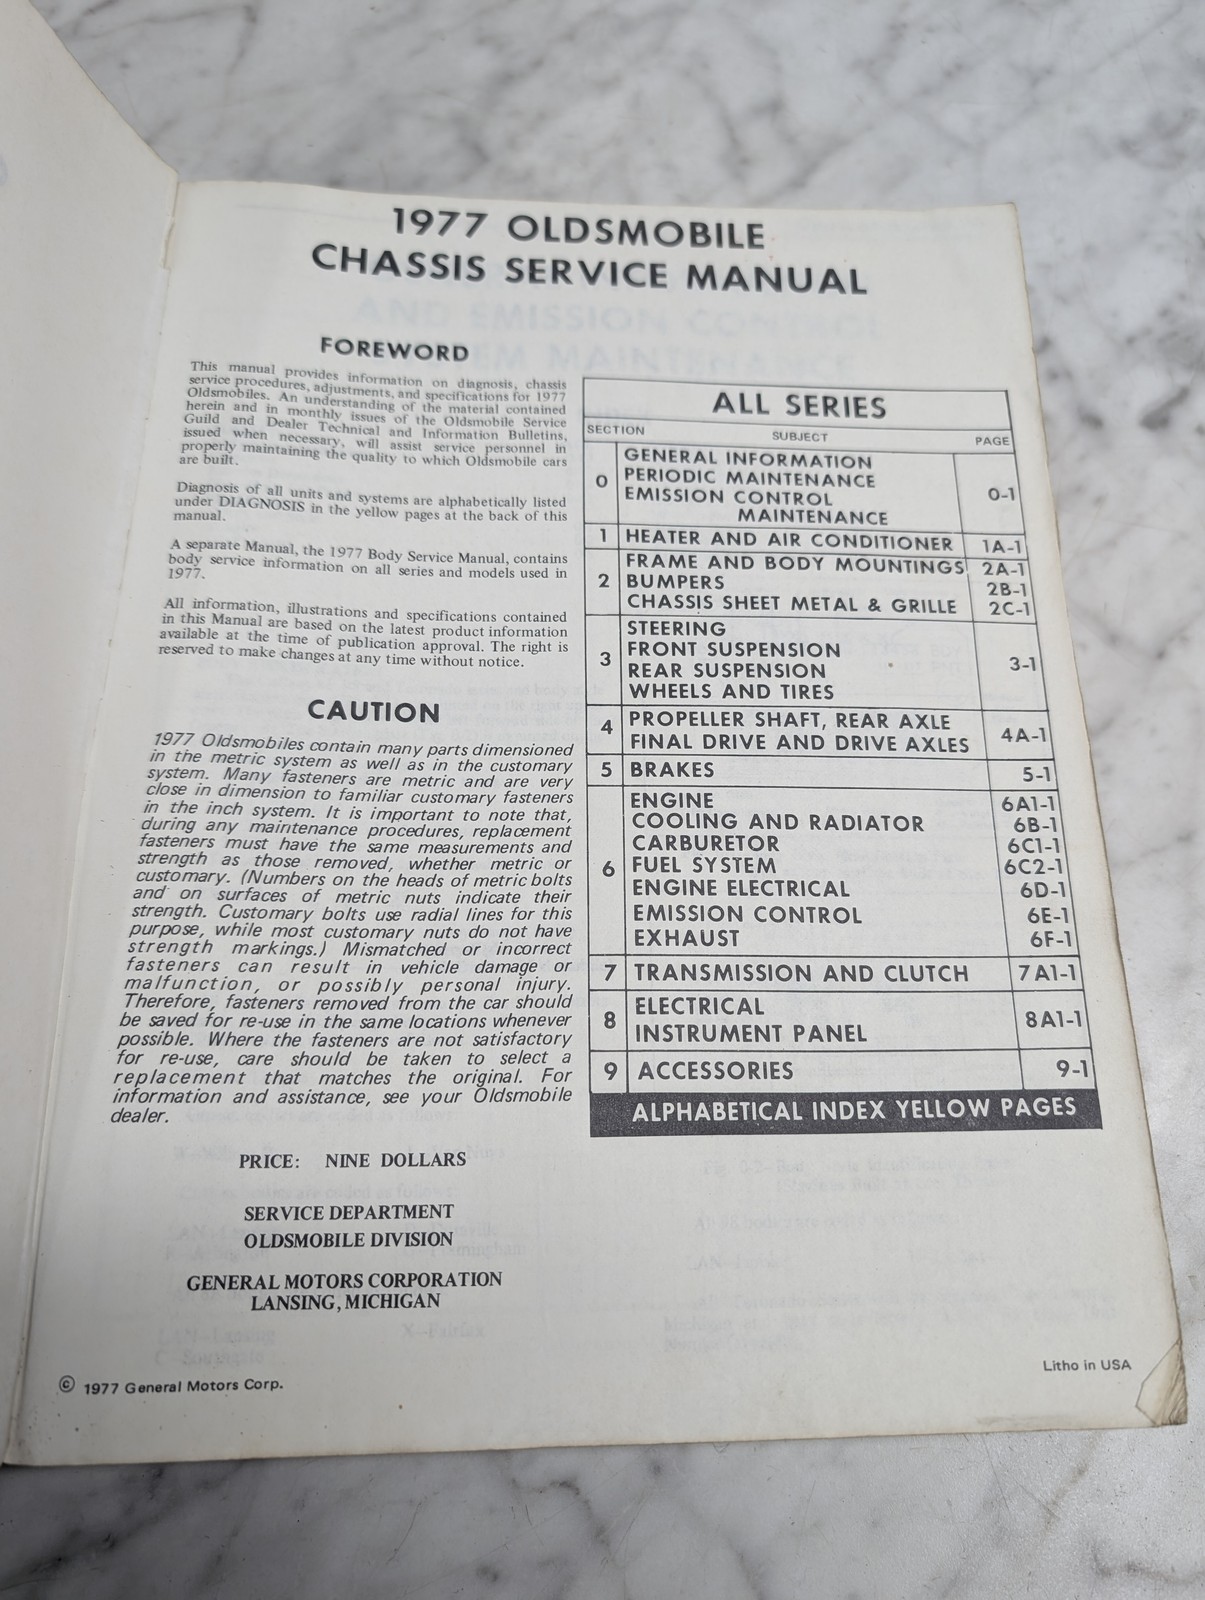 1977 OLDSMOBILE
CHASSIS SERVICE MANUAL
FOREWORD
This manual provides information on diagnosis, chassis
service procedures, adjustments, and specifications for 1977
Oldsmobiles. An understanding of the material contained
herein and in monthly issues of the Oldsmobile Service
Guild and Dealer Technical and Information Bulletins,
issued when necessary, will assist service personnel in
properly maintaining the quality to which Oldsmobile cars
are built.
Diagnosis of all units and systems are alphabetically listed
under DIAGNOSIS in the yellow pages at the back of this
manual.
A separate Manual, the 1977 Body Service Manual, contains
body service information on all series and models used in
1977.
All information, illustrations and specifications contained
in this Manual are based on the latest product information
available at the time of publication approval. The right is
reserved to make changes at any time without notice.
CAUTION
1977 Oldsmobiles contain many parts dimensioned
in the metric system as well as in the customary
system. Many fasteners are metric and are very
close in dimension to familiar customary fasteners
in the inch system. It is important to note that,
during any maintenance procedures, replacement
fasteners must have the same measurements and
strength as those removed, whether metric or
customary. (Numbers on the heads of metric bolts
and on surfaces of metric nuts indicate their
strength. Customary bolts use radial lines for this
purpose, while most customary nuts do not have
strength markings.) Mismatched or incorrect
fasteners can result in vehicle damage or
malfunction, or possibly personal injury.
Therefore, fasteners removed from the car should
be saved for re-use in the same locations whenever
possible. Where the fasteners are not satisfactory
for re-use, care should be taken to select a
replacement that matches the original. For
information and assistance, see your Oldsmobile
dealer.
PRICE: NINE DOLLARS
SERVICE DEPARTMENT
OLDSMOBILE DIVISION
GENERAL MOTORS CORPORATION
LANSING, MICHIGAN
© 1977 General Motors Corp.
ALL SERIES
SECTION SUBJECT PAGE
0 GENERAL INFORMATION
PERIODIC MAINTENANCE
EMISSION CONTROL
MAINTENANCE 0-1
1 HEATER AND AIR CONDITIONER 1A-1
2 FRAME AND BODY MOUNTINGS 2A-1
BUMPERS 2B-1
CHASSIS SHEET METAL & GRILLE 2C-1
3 STEERING
FRONT SUSPENSION
REAR SUSPENSION
WHEELS AND TIRES 3-1
4 PROPELLER SHAFT, REAR AXLE
FINAL DRIVE AND DRIVE AXLES 4A-1
5 BRAKES 5-1
6 ENGINE 6A1-1
COOLING AND RADIATOR 6B-1
CARBURETOR 6C1-1
FUEL SYSTEM 6C2-1
ENGINE ELECTRICAL 6D-1
EMISSION CONTROL 6E-1
EXHAUST 6F-1
7 TRANSMISSION AND CLUTCH 7A1-1
8 ELECTRICAL
INSTRUMENT PANEL 8A1-1
9 ACCESSORIES 9-1
ALPHABETICAL INDEX YELLOW PAGES
Litho in USA